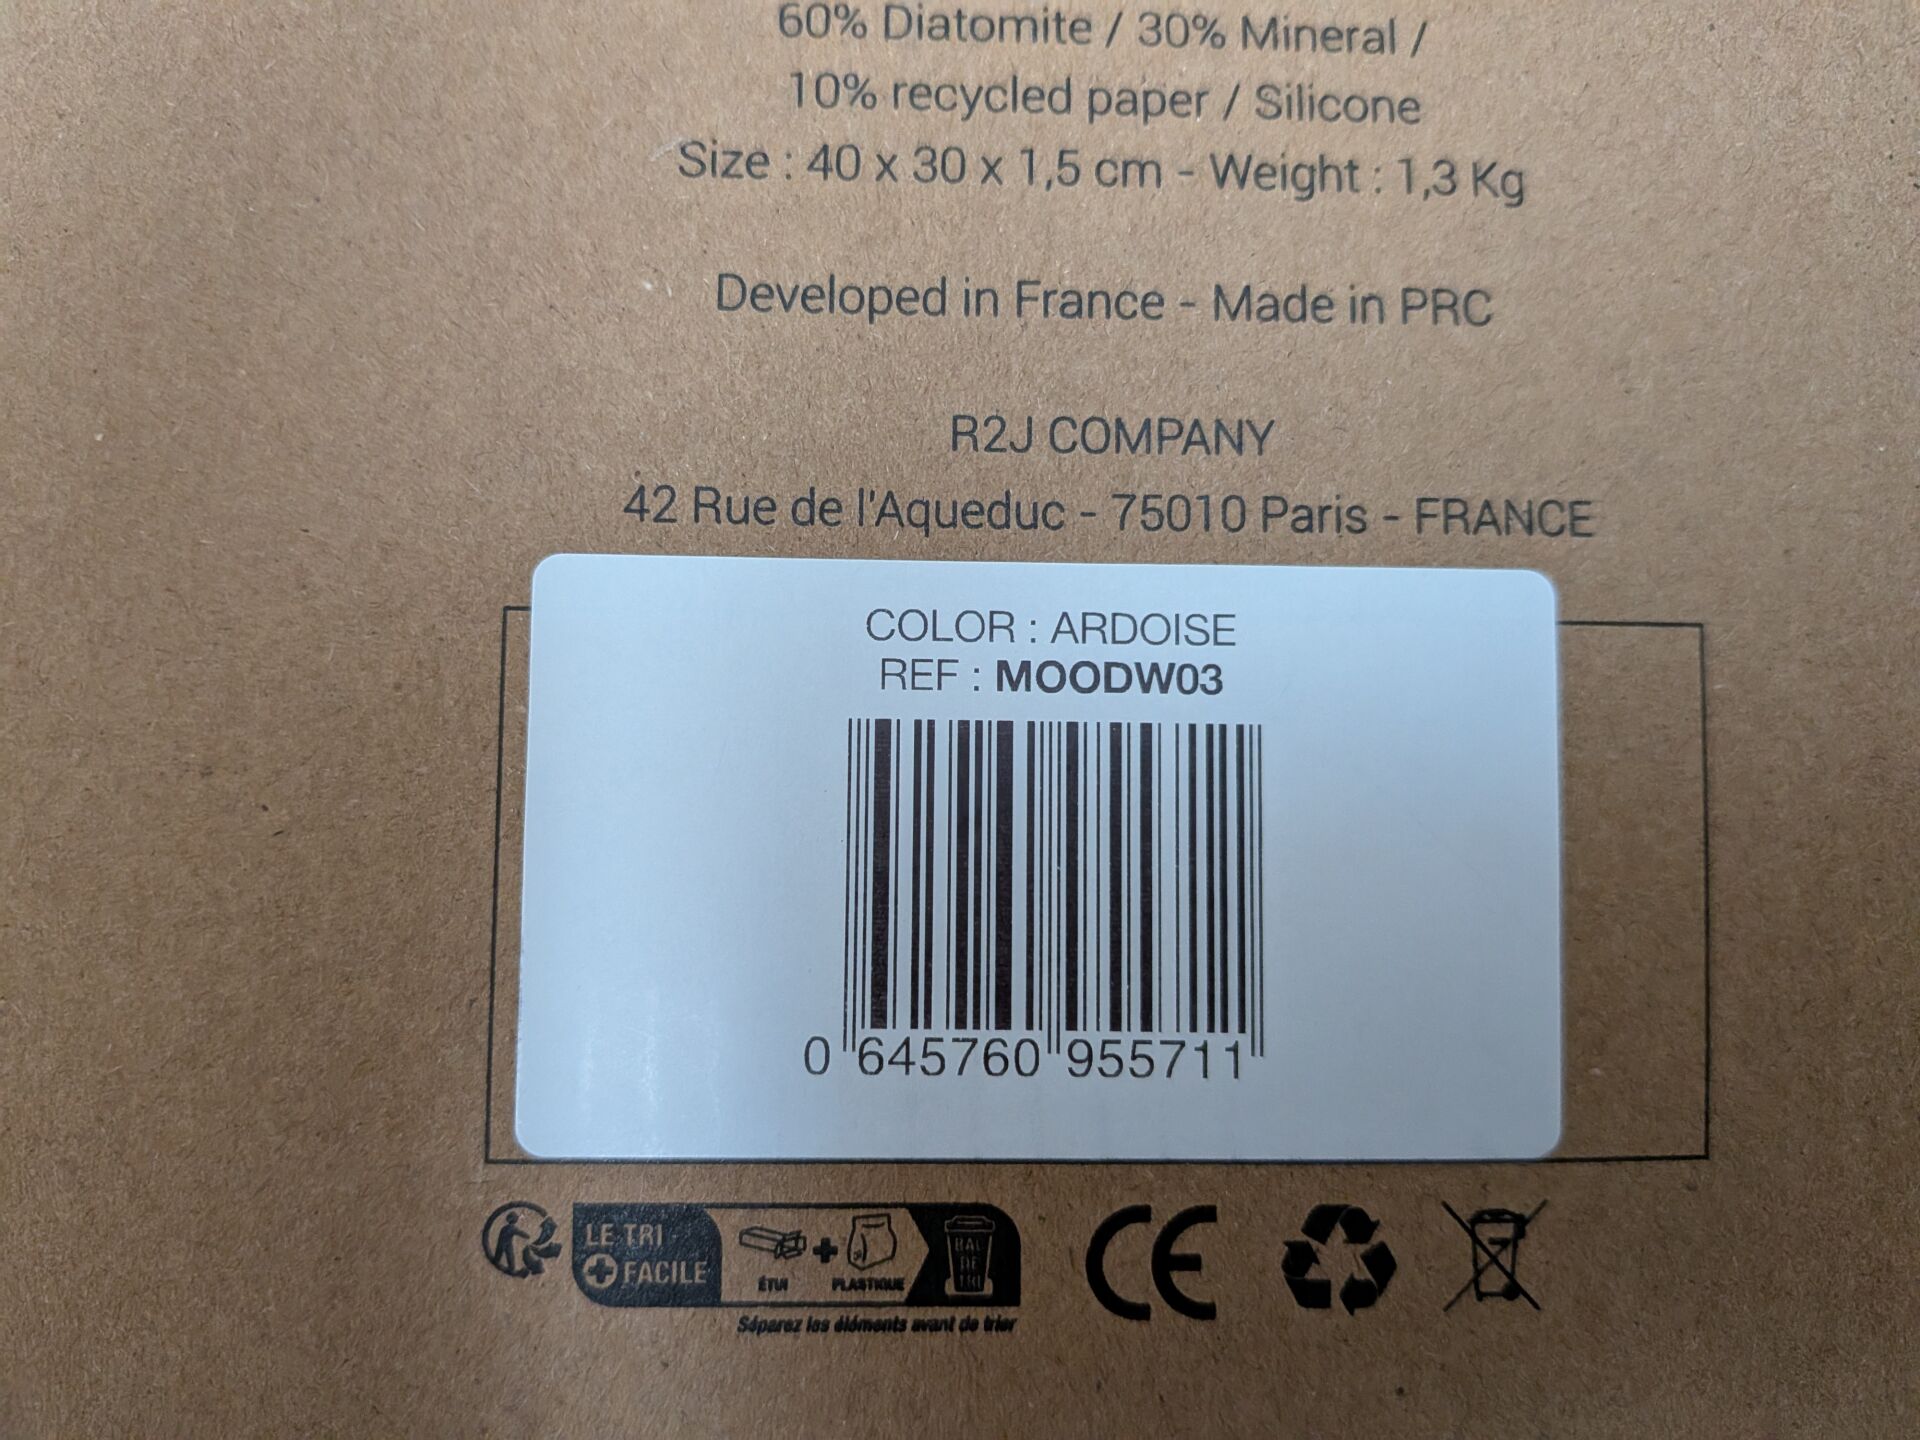 60% Diatomite / 30% Mineral /
10% recycled paper / Silicone
Size : 40 x 30 x 1,5 cm - Weight : 1,3 Kg
Developed in France - Made in PRC
R2J COMPANY
42 Rue de l'Aqueduc - 75010 Paris - FRANCE
COLOR : ARDOISE
REF : MOODW03
0 645760 955711
LE TRI
+ FACILE
ÉTUI + PLASTIQUE
BAC
DE
TRI
Séparez les éléments avant de trier
CE